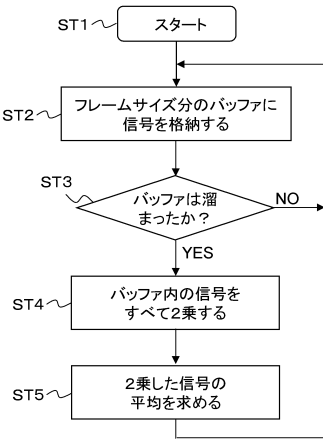 ST1
スタート
ST2
フレームサイズ分のバッファに
信号を格納する
ST3
バッファは溜
まったか？
NO
YES
ST4
バッファ内の信号を
すべて２乗する
ST5
２乗した信号の
平均を求める